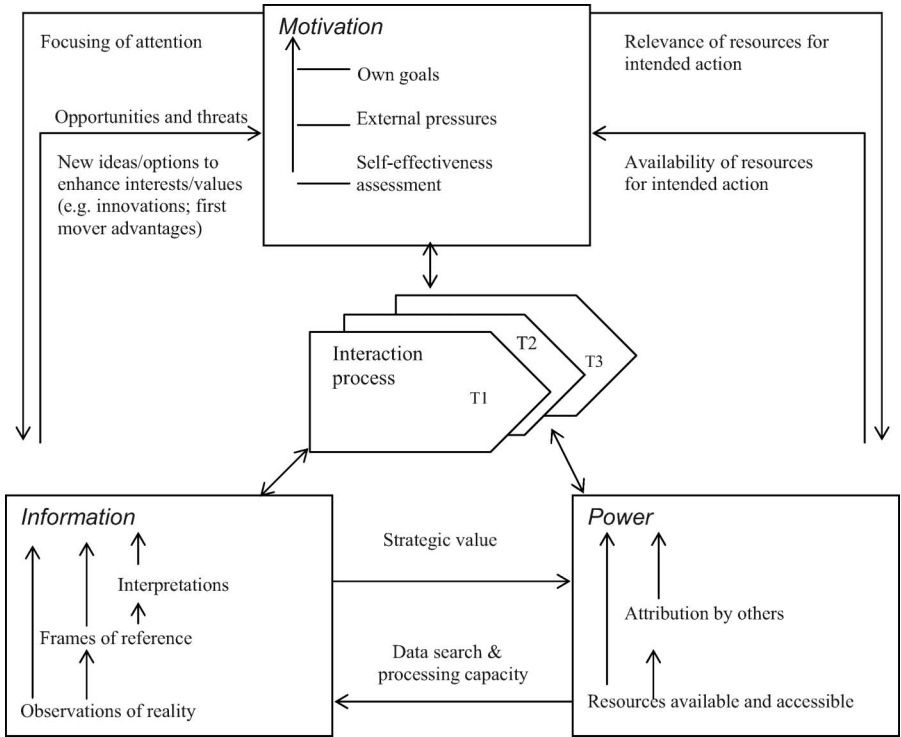 Motivation
Focusing of attention
Relevance of resources for
intended action
Own goals
Opportunities and threats
External pressures
New ideas/options to
enhance interests/values
(e.g. innovations; first
mover advantages)
Self-effectiveness
assessment
Availability of resources
for intended action
Interaction
process
T1
T2
T3
Information
Interpretations
Frames of reference
Observations of reality
Strategic value
Data search &
processing capacity
Power
Attribution by others
Resources available and accessible